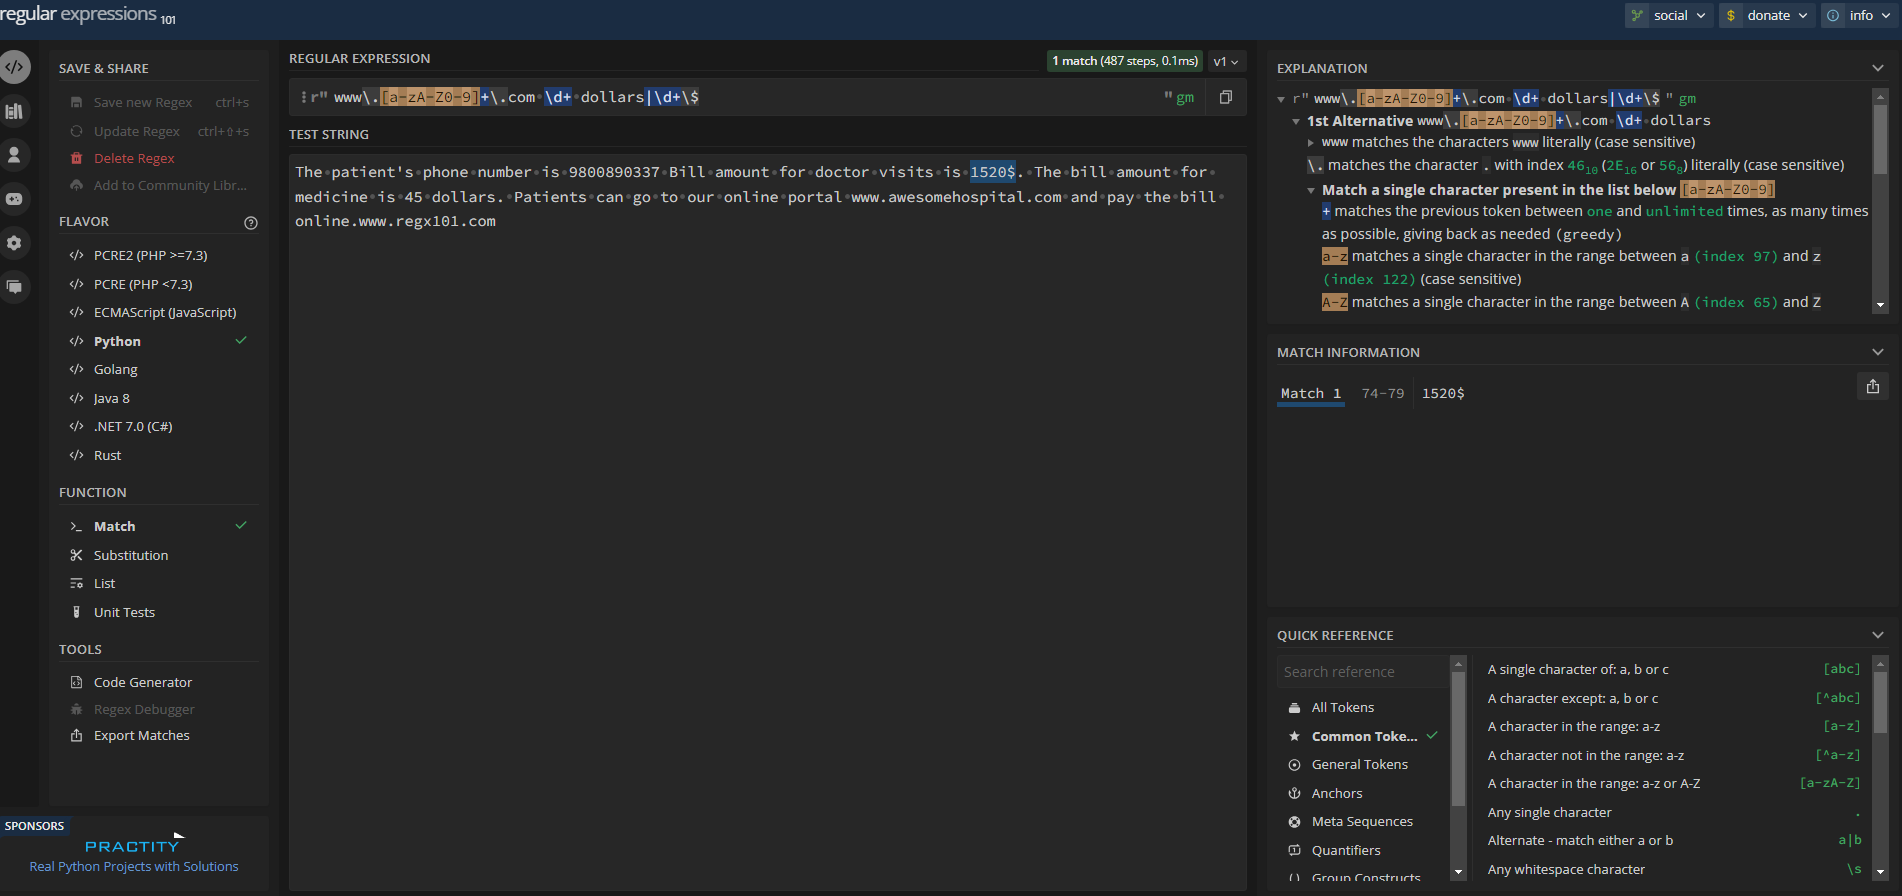 regular expressions 101
social
donate
info
SAVE & SHARE
Save new Regex ctrl+s
Update Regex ctrl+⇧+s
Delete Regex
Add to Community Libr...
FLAVOR
PCRE2 (PHP >=7.3)
PCRE (PHP <7.3)
ECMAScript (JavaScript)
Python
Golang
Java 8
.NET 7.0 (C#)
Rust
FUNCTION
Match
Substitution
List
Unit Tests
TOOLS
Code Generator
Regex Debugger
Export Matches
SPONSORS
PRACTITY
Real Python Projects with Solutions
REGULAR EXPRESSION
1 match (487 steps, 0.1ms)
v1
r" www\.[a-zA-Z0-9]+\.com \d+ dollars|\d+\$ " gm
TEST STRING
The patient's phone number is 9800890337 Bill amount for doctor visits is 1520$. The bill amount for
medicine is 45 dollars. Patients can go to our online portal www.awesomehospital.com and pay the bill
online.www.regx101.com
EXPLANATION
r" www\.[a-zA-Z0-9]+\.com \d+ dollars|\d+\$ " gm
1st Alternative www\.[a-zA-Z0-9]+\.com \d+ dollars
www matches the characters www literally (case sensitive)
\. matches the character . with index 46₁₀ (2E₁₆ or 56₈) literally (case sensitive)
Match a single character present in the list below [a-zA-Z0-9]
+ matches the previous token between one and unlimited times, as many times
as possible, giving back as needed (greedy)
a-z matches a single character in the range between a (index 97) and z
(index 122) (case sensitive)
A-Z matches a single character in the range between A (index 65) and Z
MATCH INFORMATION
Match 1 74-79 1520$
QUICK REFERENCE
Search reference
All Tokens
Common Toke...
General Tokens
Anchors
Meta Sequences
Quantifiers
Group Constructs
A single character of: a, b or c [abc]
A character except: a, b or c [^abc]
A character in the range: a-z [a-z]
A character not in the range: a-z [^a-z]
A character in the range: a-z or A-Z [a-zA-Z]
Any single character .
Alternate - match either a or b a|b
Any whitespace character \s